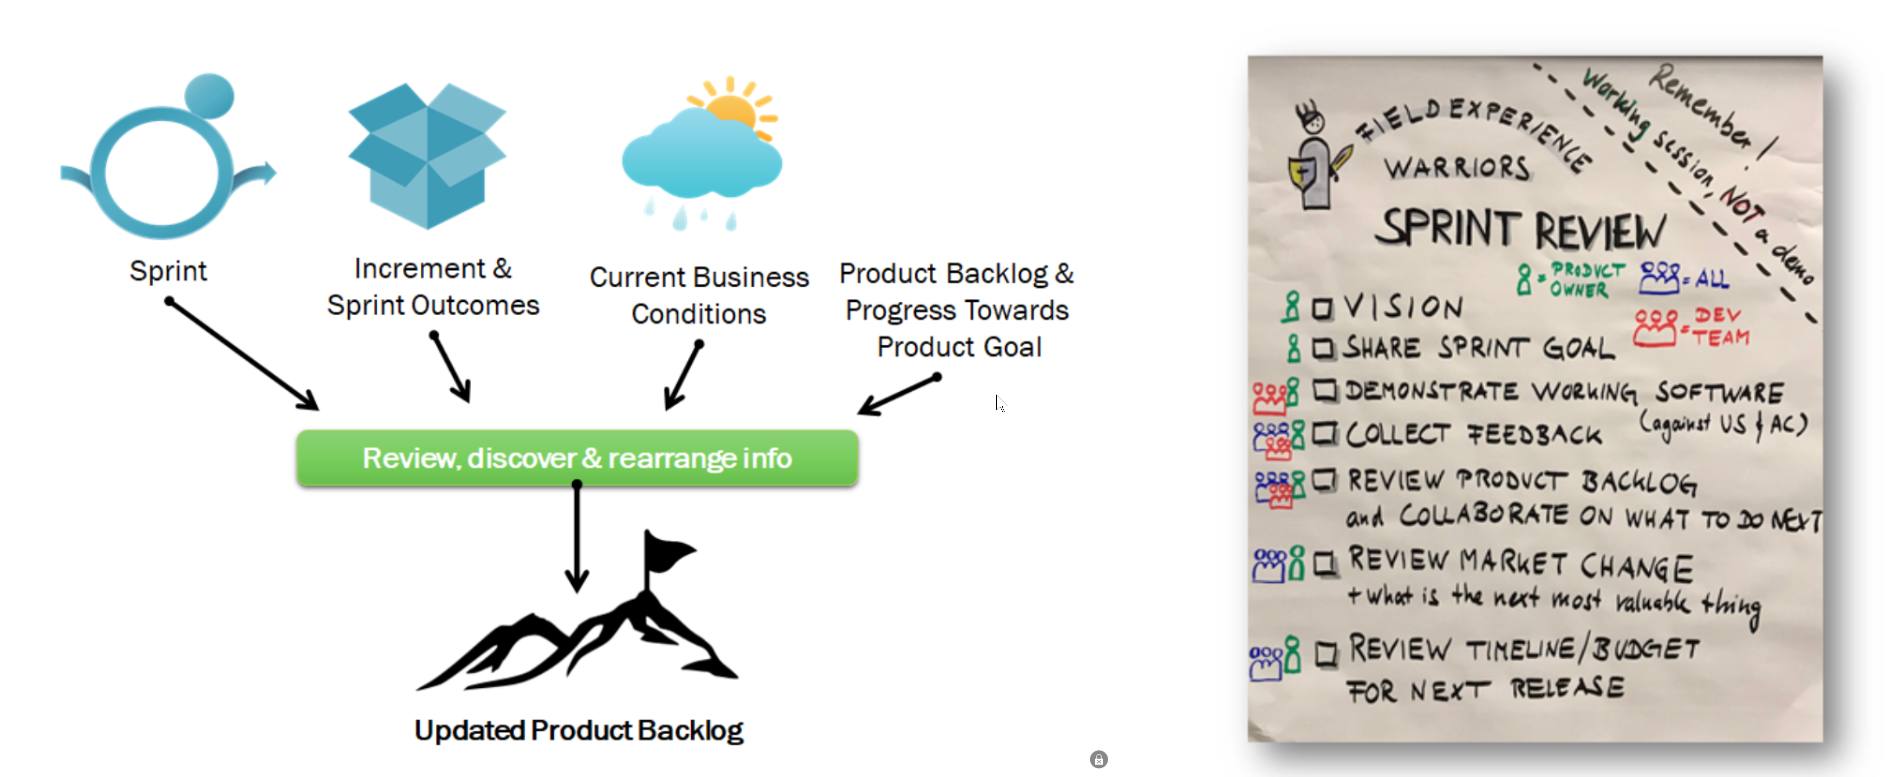 Sprint
Increment &
Sprint Outcomes
Current Business
Conditions
Product Backlog &
Progress Towards
Product Goal
Review, discover & rearrange info
Updated Product Backlog
Remember!
Working session, NOT a demo
FIELD EXPERIENCE
WARRIORS
SPRINT REVIEW
= PRODUCT
OWNER
= ALL
= DEV
TEAM
VISION
SHARE SPRINT GOAL
DEMONSTRATE WORKING SOFTWARE
(against US & AC)
COLLECT FEEDBACK
REVIEW PRODUCT BACKLOG
and COLLABORATE ON WHAT TO DO NEXT
REVIEW MARKET CHANGE
+ what is the next most valuable thing
REVIEW TIMELINE/BUDGET
FOR NEXT RELEASE